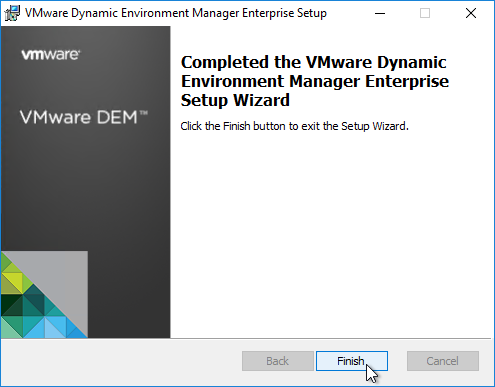 VMware Dynamic Environment Manager Enterprise Setup
vmware®
VMware DEM™
Completed the VMware Dynamic
Environment Manager Enterprise
Setup Wizard
Click the Finish button to exit the Setup Wizard.
Back
Finish
Cancel